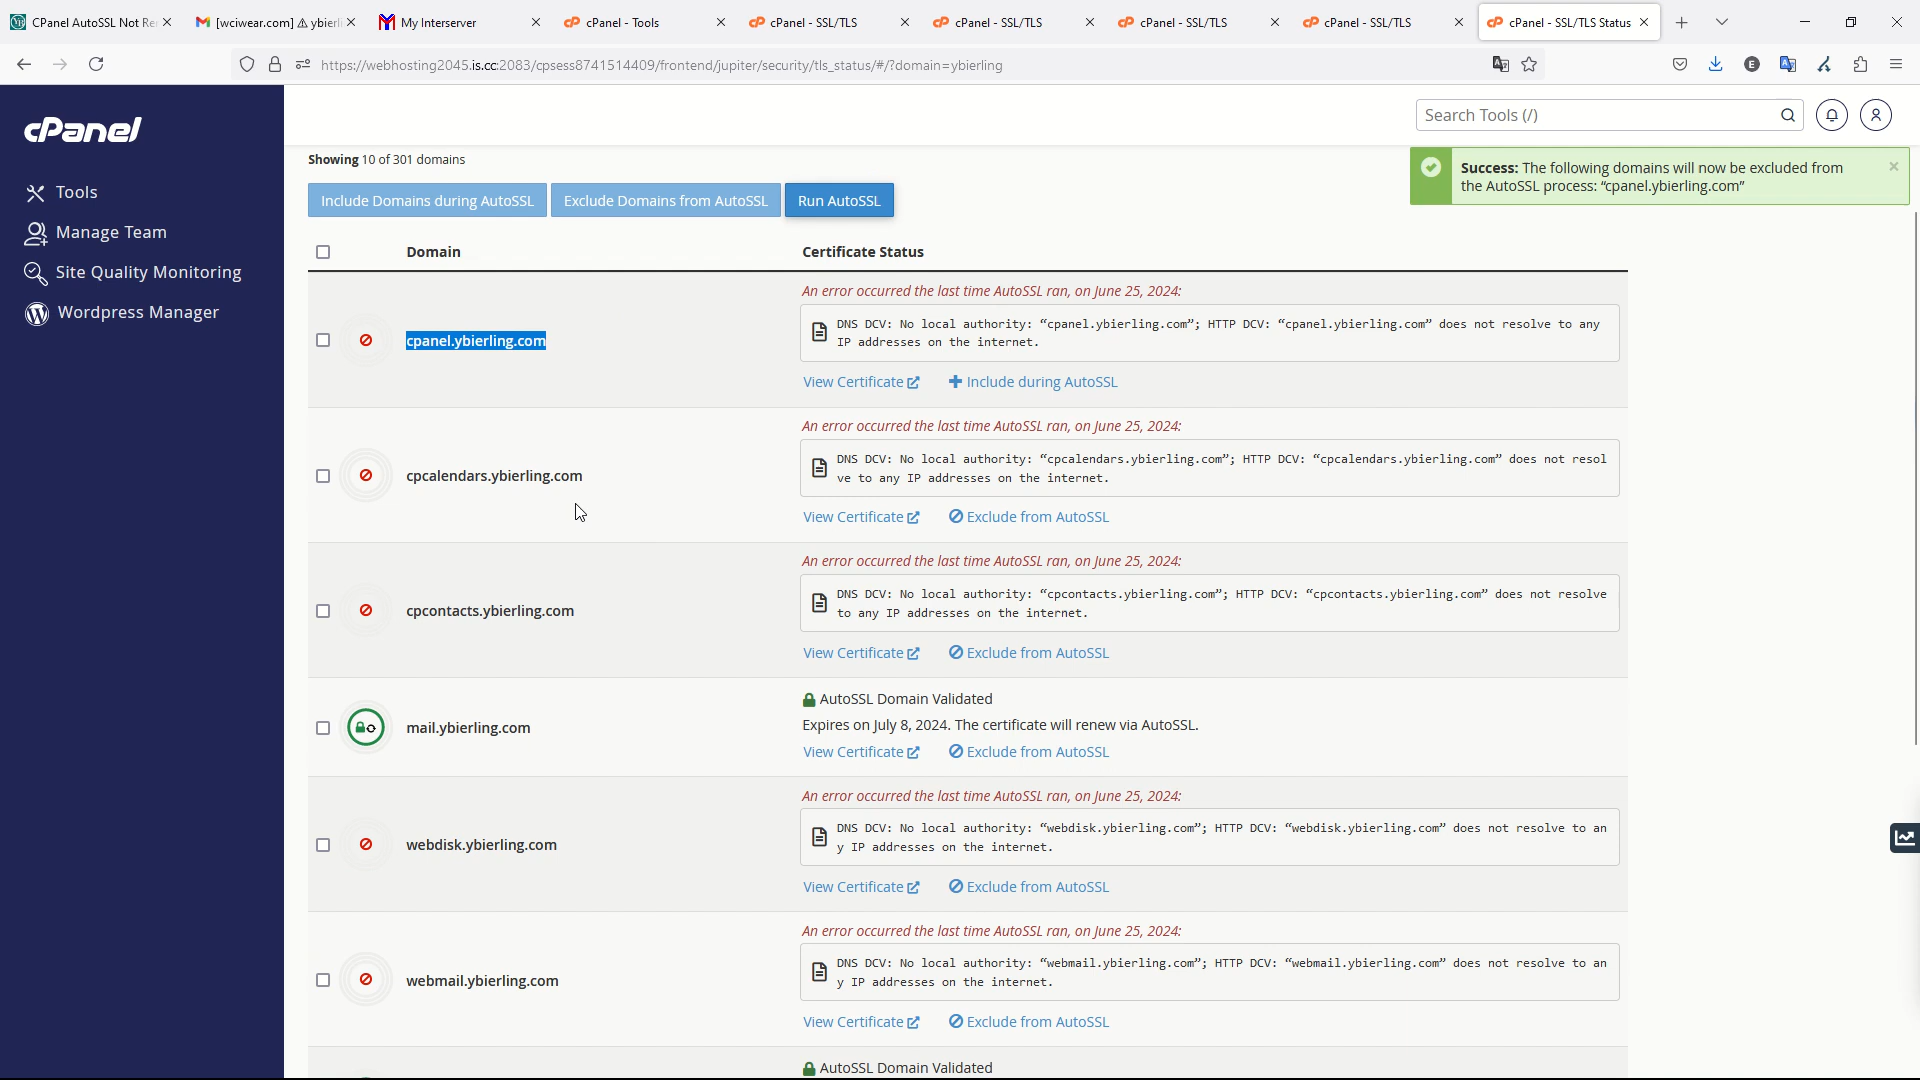 CPanel AutoSSL Not Re
[wciwear.com] ⚠ ybierli
My Interserver
cPanel - Tools
cPanel - SSL/TLS
cPanel - SSL/TLS
cPanel - SSL/TLS
cPanel - SSL/TLS
cPanel - SSL/TLS Status
https://webhosting2045.is.cc:2083/cpsess8741514409/frontend/jupiter/security/tls_status/#/?domain=ybierling
cPanel
Search Tools (/)
Tools
Manage Team
Site Quality Monitoring
Wordpress Manager
Showing 10 of 301 domains
Success: The following domains will now be excluded from
the AutoSSL process: “cpanel.ybierling.com”
Include Domains during AutoSSL
Exclude Domains from AutoSSL
Run AutoSSL
Domain
Certificate Status
cpanel.ybierling.com
An error occurred the last time AutoSSL ran, on June 25, 2024:
DNS DCV: No local authority: “cpanel.ybierling.com”; HTTP DCV: “cpanel.ybierling.com” does not resolve to any
IP addresses on the internet.
View Certificate
Include during AutoSSL
cpcalendars.ybierling.com
An error occurred the last time AutoSSL ran, on June 25, 2024:
DNS DCV: No local authority: “cpcalendars.ybierling.com”; HTTP DCV: “cpcalendars.ybierling.com” does not resol
ve to any IP addresses on the internet.
View Certificate
Exclude from AutoSSL
cpcontacts.ybierling.com
An error occurred the last time AutoSSL ran, on June 25, 2024:
DNS DCV: No local authority: “cpcontacts.ybierling.com”; HTTP DCV: “cpcontacts.ybierling.com” does not resolve
to any IP addresses on the internet.
View Certificate
Exclude from AutoSSL
mail.ybierling.com
AutoSSL Domain Validated
Expires on July 8, 2024. The certificate will renew via AutoSSL.
View Certificate
Exclude from AutoSSL
webdisk.ybierling.com
An error occurred the last time AutoSSL ran, on June 25, 2024:
DNS DCV: No local authority: “webdisk.ybierling.com”; HTTP DCV: “webdisk.ybierling.com” does not resolve to an
y IP addresses on the internet.
View Certificate
Exclude from AutoSSL
webmail.ybierling.com
An error occurred the last time AutoSSL ran, on June 25, 2024:
DNS DCV: No local authority: “webmail.ybierling.com”; HTTP DCV: “webmail.ybierling.com” does not resolve to an
y IP addresses on the internet.
View Certificate
Exclude from AutoSSL
AutoSSL Domain Validated